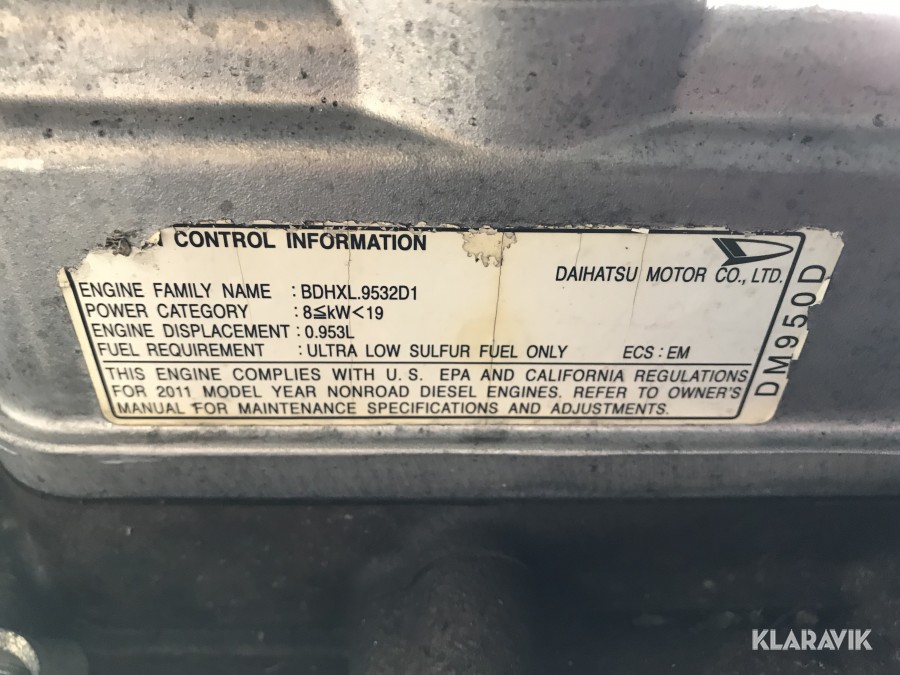 CONTROL INFORMATION
DAIHATSU MOTOR CO., LTD.
ENGINE FAMILY NAME : BDHXL.9532D1
POWER CATEGORY : 8≦kW<19
ENGINE DISPLACEMENT : 0.953L
FUEL REQUIREMENT : ULTRA LOW SULFUR FUEL ONLY ECS : EM
THIS ENGINE COMPLIES WITH U.S. EPA AND CALIFORNIA REGULATIONS
FOR 2011 MODEL YEAR NONROAD DIESEL ENGINES. REFER TO OWNER'S
MANUAL FOR MAINTENANCE SPECIFICATIONS AND ADJUSTMENTS.
DM950D
KLARAVIK